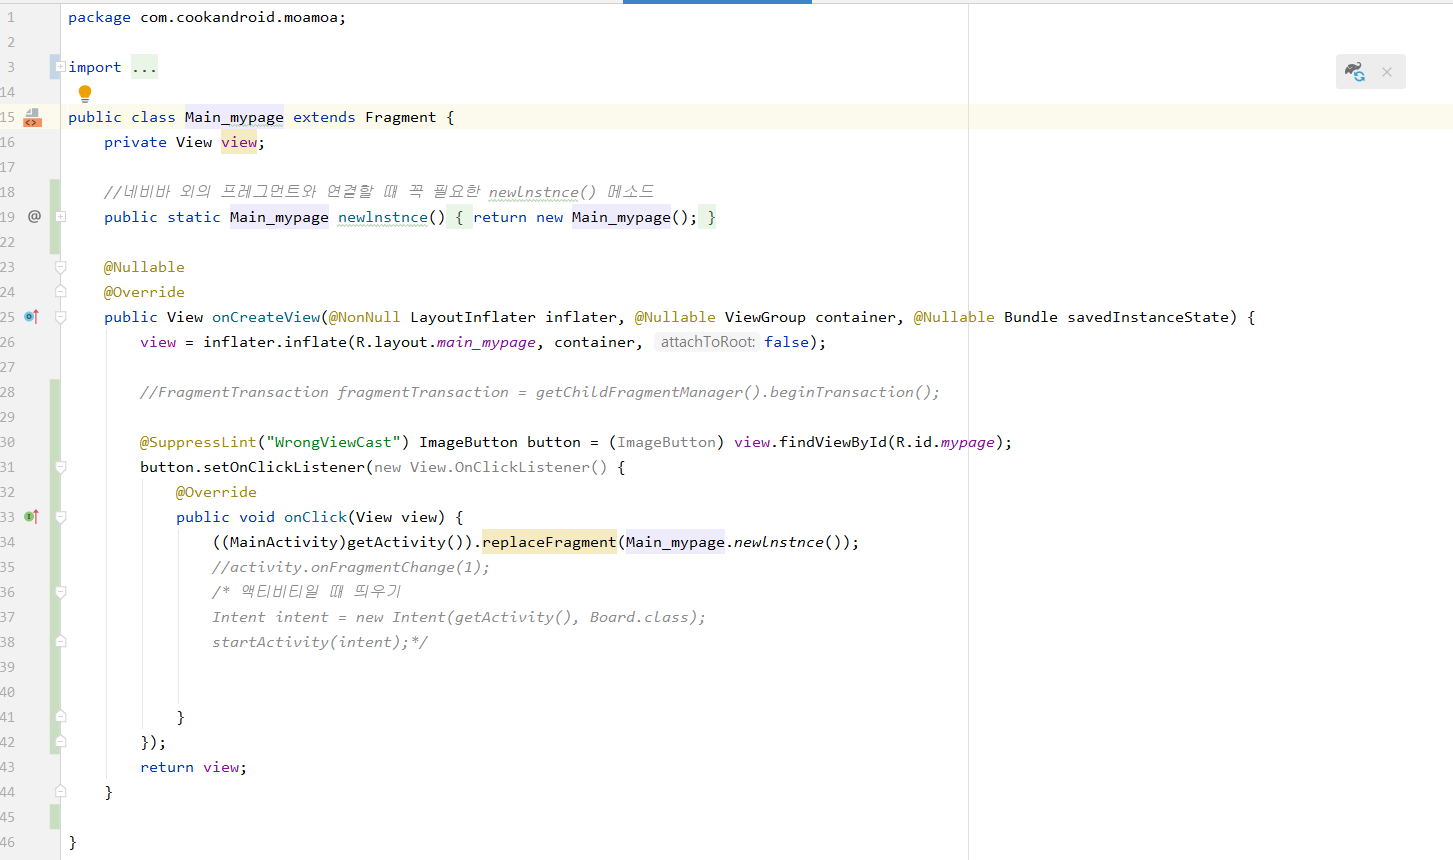 1 package com.cookandroid.moamoa;
2
3 import ...
14
15 public class Main_mypage extends Fragment {
16 private View view;
17
18 //네비바 외의 프레그먼트와 연결할 때 꼭 필요한 newlnstnce() 메소드
19 @ public static Main_mypage newlnstnce() { return new Main_mypage(); }
22
23 @Nullable
24 @Override
25 public View onCreateView(@NonNull LayoutInflater inflater, @Nullable ViewGroup container, @Nullable Bundle savedInstanceState) {
26 view = inflater.inflate(R.layout.main_mypage, container, attachToRoot: false);
27
28 //FragmentTransaction fragmentTransaction = getChildFragmentManager().beginTransaction();
29
30 @SuppressLint("WrongViewCast") ImageButton button = (ImageButton) view.findViewById(R.id.mypage);
31 button.setOnClickListener(new View.OnClickListener() {
32 @Override
33 public void onClick(View view) {
34 ((MainActivity)getActivity()).replaceFragment(Main_mypage.newlnstnce());
35 //activity.onFragmentChange(1);
36 /* 액티비티일 때 띄우기
37 Intent intent = new Intent(getActivity(), Board.class);
38 startActivity(intent);*/
39
40
41 }
42 });
43 return view;
44 }
45
46 }